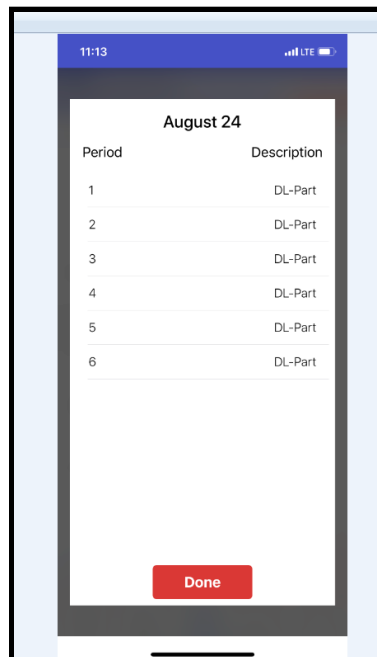 11:13 LTE
August 24
Period Description
1 DL-Part
2 DL-Part
3 DL-Part
4 DL-Part
5 DL-Part
6 DL-Part
Done